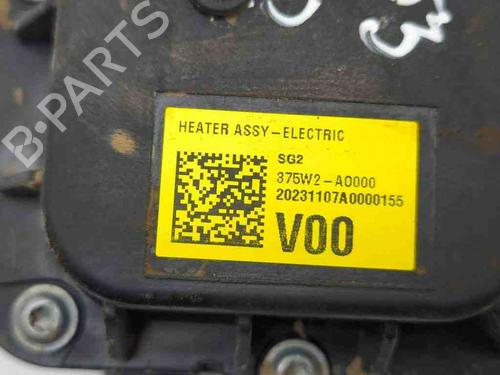 B-PARTS
HEATER ASSY-ELECTRIC
SG2
375W2-A0000
20231107A0000155
V00